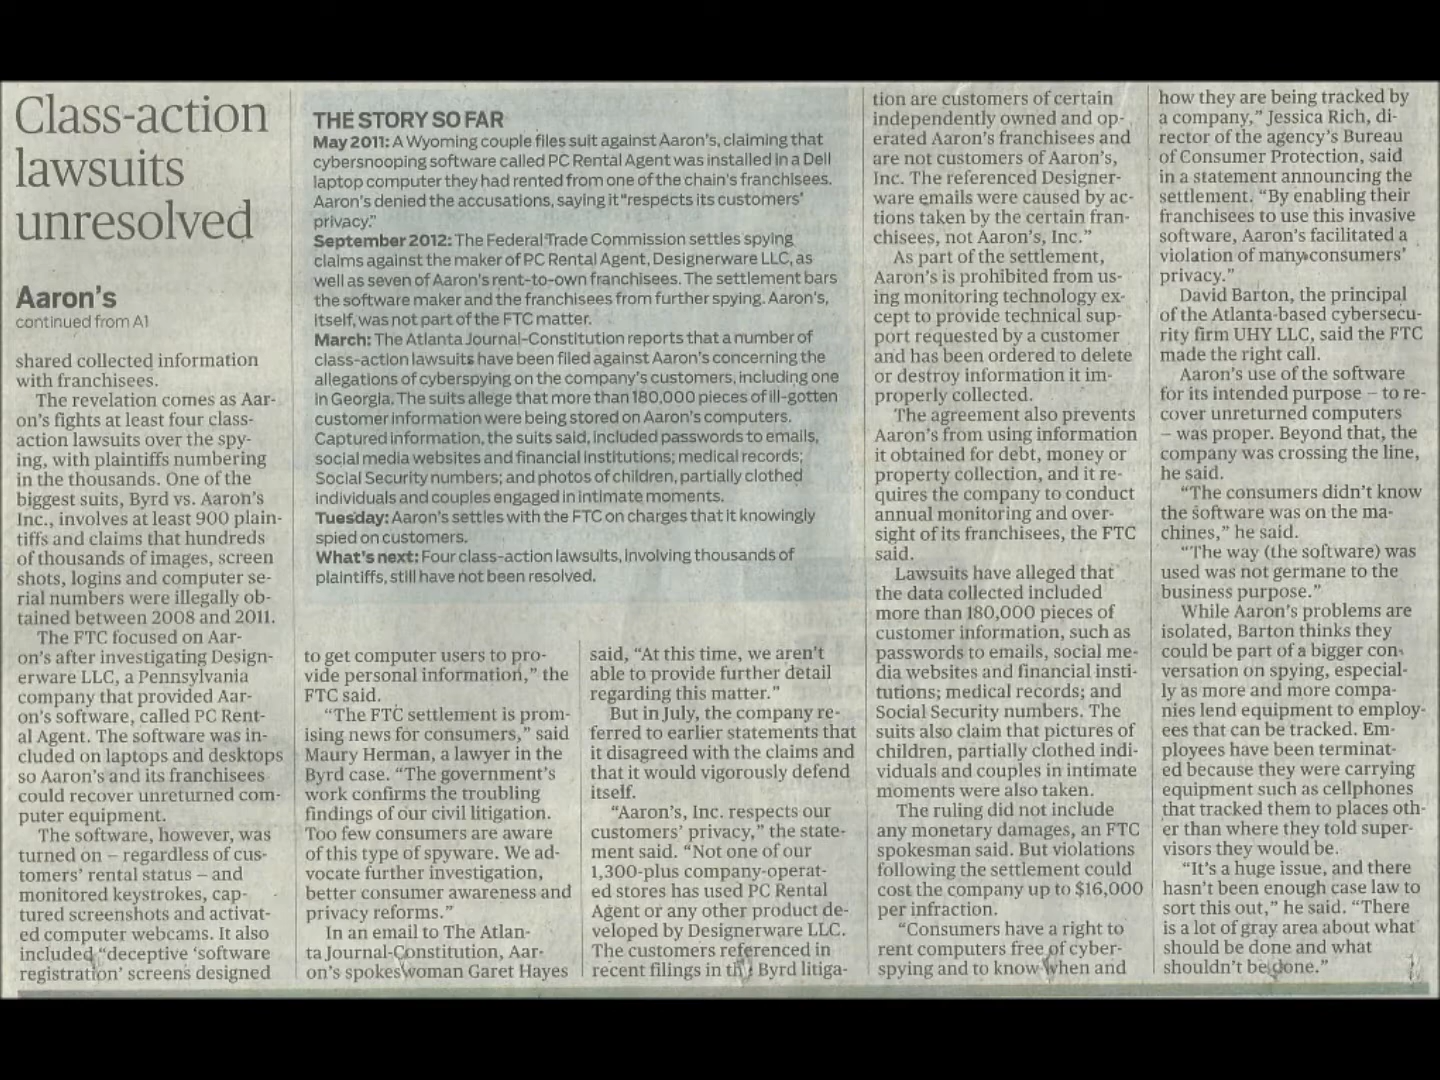 Class-action
lawsuits
unresolved
Aaron's
continued from A1
shared collected information
with franchisees.
The revelation comes as Aar-
on's fights at least four class-
action lawsuits over the spy-
ing, with plaintiffs numbering
in the thousands. One of the
biggest suits, Byrd vs. Aaron's
Inc., involves at least 900 plain-
tiffs and claims that hundreds
of thousands of images, screen
shots, logins and computer se-
rial numbers were illegally ob-
tained between 2008 and 2011.
The FTC focused on Aar-
on's after investigating Design-
erware LLC, a Pennsylvania
company that provided Aar-
on's software, called PC Rent-
al Agent. The software was in-
cluded on laptops and desktops
so Aaron's and its franchisees
could recover unreturned com-
puter equipment.
The software, however, was
turned on – regardless of cus-
tomers' rental status – and
monitored keystrokes, cap-
tured screenshots and activat-
ed computer webcams. It also
included "deceptive 'software
registration' screens designed
THE STORY SO FAR
May 2011: A Wyoming couple files suit against Aaron's, claiming that
cybersnooping software called PC Rental Agent was installed in a Dell
laptop computer they had rented from one of the chain's franchisees.
Aaron's denied the accusations, saying it "respects its customers'
privacy."
September 2012: The Federal Trade Commission settles spying
claims against the maker of PC Rental Agent, Designerware LLC, as
well as seven of Aaron's rent-to-own franchisees. The settlement bars
the software maker and the franchisees from further spying. Aaron's,
itself, was not part of the FTC matter.
March: The Atlanta Journal-Constitution reports that a number of
class-action lawsuits have been filed against Aaron's concerning the
allegations of cyberspying on the company's customers, including one
in Georgia. The suits allege that more than 180,000 pieces of ill-gotten
customer information were being stored on Aaron's computers.
Captured information, the suits said, included passwords to emails,
social media websites and financial institutions; medical records;
Social Security numbers; and photos of children, partially clothed
individuals and couples engaged in intimate moments.
Tuesday: Aaron's settles with the FTC on charges that it knowingly
spied on customers.
What's next: Four class-action lawsuits, involving thousands of
plaintiffs, still have not been resolved.
to get computer users to pro-
vide personal information," the
FTC said.
"The FTC settlement is prom-
ising news for consumers," said
Maury Herman, a lawyer in the
Byrd case. "The government's
work confirms the troubling
findings of our civil litigation.
Too few consumers are aware
of this type of spyware. We ad-
vocate further investigation,
better consumer awareness and
privacy reforms."
In an email to The Atlan-
ta Journal-Constitution, Aar-
on's spokeswoman Garet Hayes
said, "At this time, we aren't
able to provide further detail
regarding this matter."
But in July, the company re-
ferred to earlier statements that
it disagreed with the claims and
that it would vigorously defend
itself.
"Aaron's, Inc. respects our
customers' privacy," the state-
ment said. "Not one of our
1,300-plus company-operat-
ed stores has used PC Rental
Agent or any other product de-
veloped by Designerware LLC.
The customers referenced in
recent filings in the Byrd litiga-
tion are customers of certain
independently owned and op-
erated Aaron's franchisees and
are not customers of Aaron's,
Inc. The referenced Designer-
ware emails were caused by ac-
tions taken by the certain fran-
chisees, not Aaron's, Inc."
As part of the settlement,
Aaron's is prohibited from us-
ing monitoring technology ex-
cept to provide technical sup-
port requested by a customer
and has been ordered to delete
or destroy information it im-
properly collected.
The agreement also prevents
Aaron's from using information
it obtained for debt, money or
property collection, and it re-
quires the company to conduct
annual monitoring and over-
sight of its franchisees, the FTC
said.
Lawsuits have alleged that
the data collected included
more than 180,000 pieces of
customer information, such as
passwords to emails, social me-
dia websites and financial insti-
tutions; medical records; and
Social Security numbers. The
suits also claim that pictures of
children, partially clothed indi-
viduals and couples in intimate
moments were also taken.
The ruling did not include
any monetary damages, an FTC
spokesman said. But violations
following the settlement could
cost the company up to $16,000
per infraction.
"Consumers have a right to
rent computers free of cyber-
spying and to know when and
how they are being tracked by
a company," Jessica Rich, di-
rector of the agency's Bureau
of Consumer Protection, said
in a statement announcing the
settlement. "By enabling their
franchisees to use this invasive
software, Aaron's facilitated a
violation of many consumers'
privacy."
David Barton, the principal
of the Atlanta-based cybersecu-
rity firm UHY LLC, said the FTC
made the right call.
Aaron's use of the software
for its intended purpose – to re-
cover unreturned computers
– was proper. Beyond that, the
company was crossing the line,
he said.
"The consumers didn't know
the software was on the ma-
chines," he said.
"The way (the software) was
used was not germane to the
business purpose."
While Aaron's problems are
isolated, Barton thinks they
could be part of a bigger con-
versation on spying, especial-
ly as more and more compa-
nies lend equipment to employ-
ees that can be tracked. Em-
ployees have been terminat-
ed because they were carrying
equipment such as cellphones
that tracked them to places oth-
er than where they told super-
visors they would be.
"It's a huge issue, and there
hasn't been enough case law to
sort this out," he said. "There
is a lot of gray area about what
should be done and what
shouldn't be done."